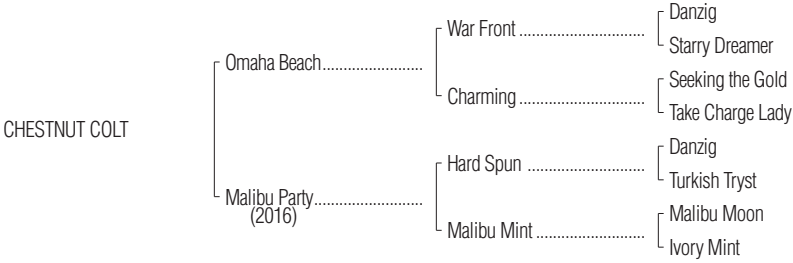 CHESTNUT COLT
Omaha Beach........................
War Front ..............................
Danzig
Starry Dreamer
Charming ..............................
Seeking the Gold
Take Charge Lady
Malibu Party..........................
(2016)
Hard Spun ............................
Danzig
Turkish Tryst
Malibu Mint ..........................
Malibu Moon
Ivory Mint